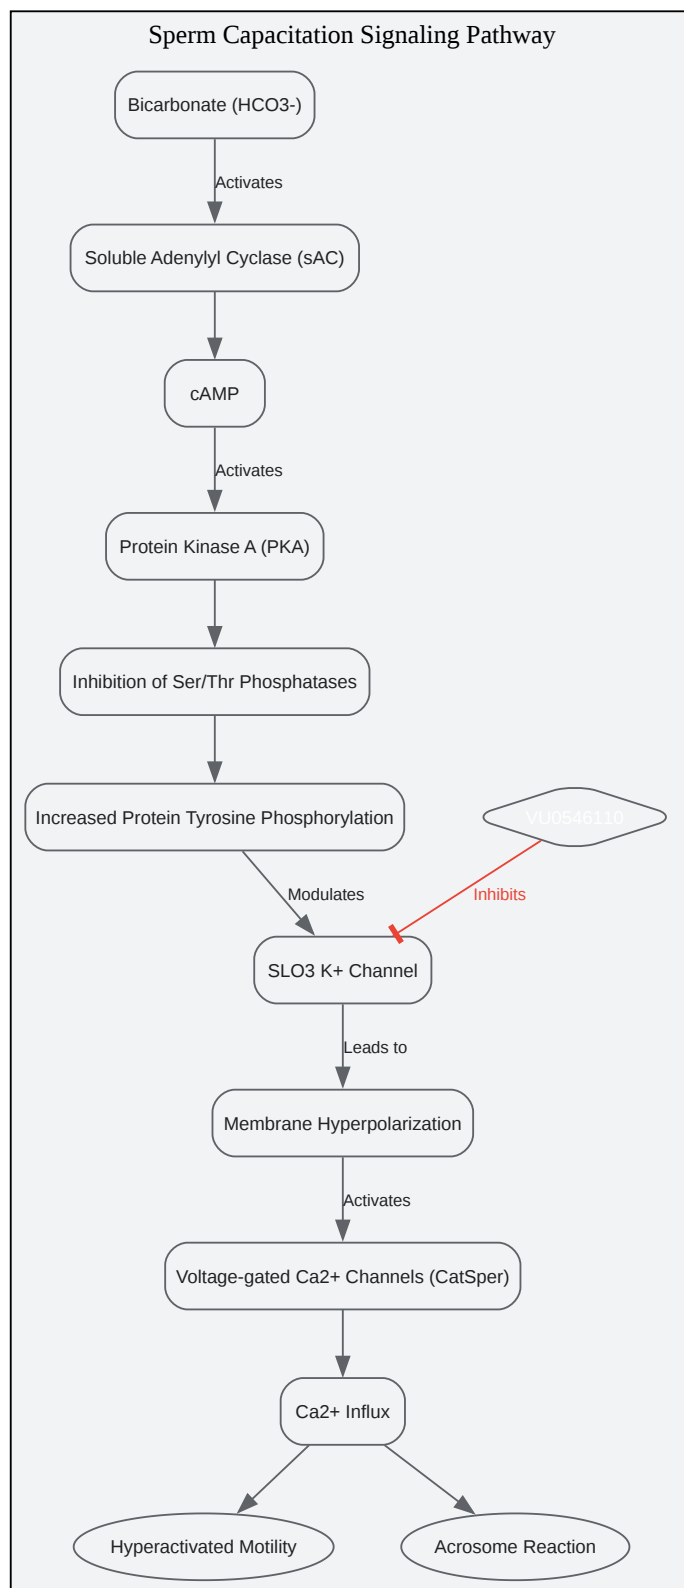 Sperm Capacitation Signaling Pathway
Bicarbonate (HCO3-)
Activates
Soluble Adenylyl Cyclase (sAC)
cAMP
Activates
Protein Kinase A (PKA)
Inhibition of Ser/Thr Phosphatases
Increased Protein Tyrosine Phosphorylation
VU0546110
Modulates
Inhibits
SLO3 K+ Channel
Leads to
Membrane Hyperpolarization
Activates
Voltage-gated Ca2+ Channels (CatSper)
Ca2+ Influx
Hyperactivated Motility
Acrosome Reaction